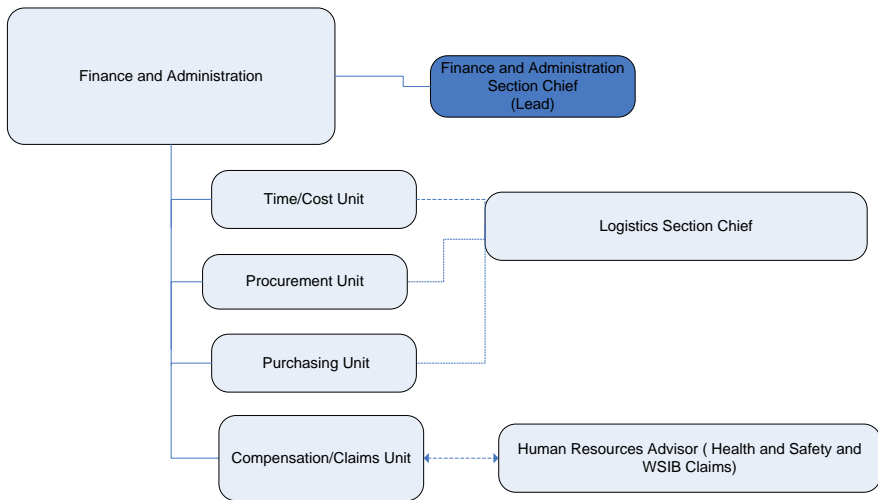 Finance and Administration
Finance and Administration
Section Chief
(Lead)
Time/Cost Unit
Logistics Section Chief
Procurement Unit
Purchasing Unit
Compensation/Claims Unit
Human Resources Advisor ( Health and Safety and
WSIB Claims)